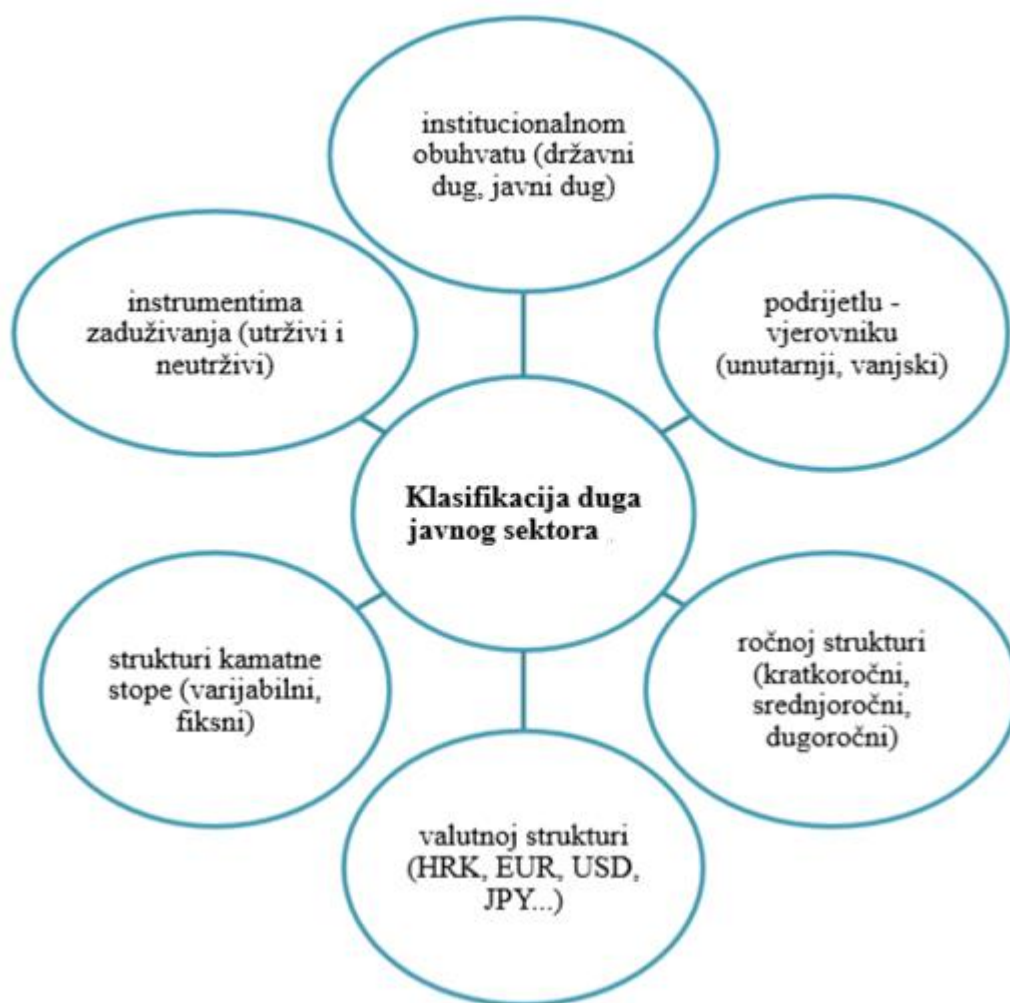 institucionalnom
obuhvatu (državni
dug, javni dug)
podrijetlu -
vjerovniku
(unutarnji, vanjski)
ročnoj strukturi
(kratkoročni,
srednjoročni,
dugoročni)
valutnoj strukturi
(HRK, EUR, USD,
JPY...)
strukturi kamatne
stope (varijabilni,
fiksni)
instrumentima
zaduživanja (utrživi i
neutrživi)
Klasifikacija duga
javnog sektora